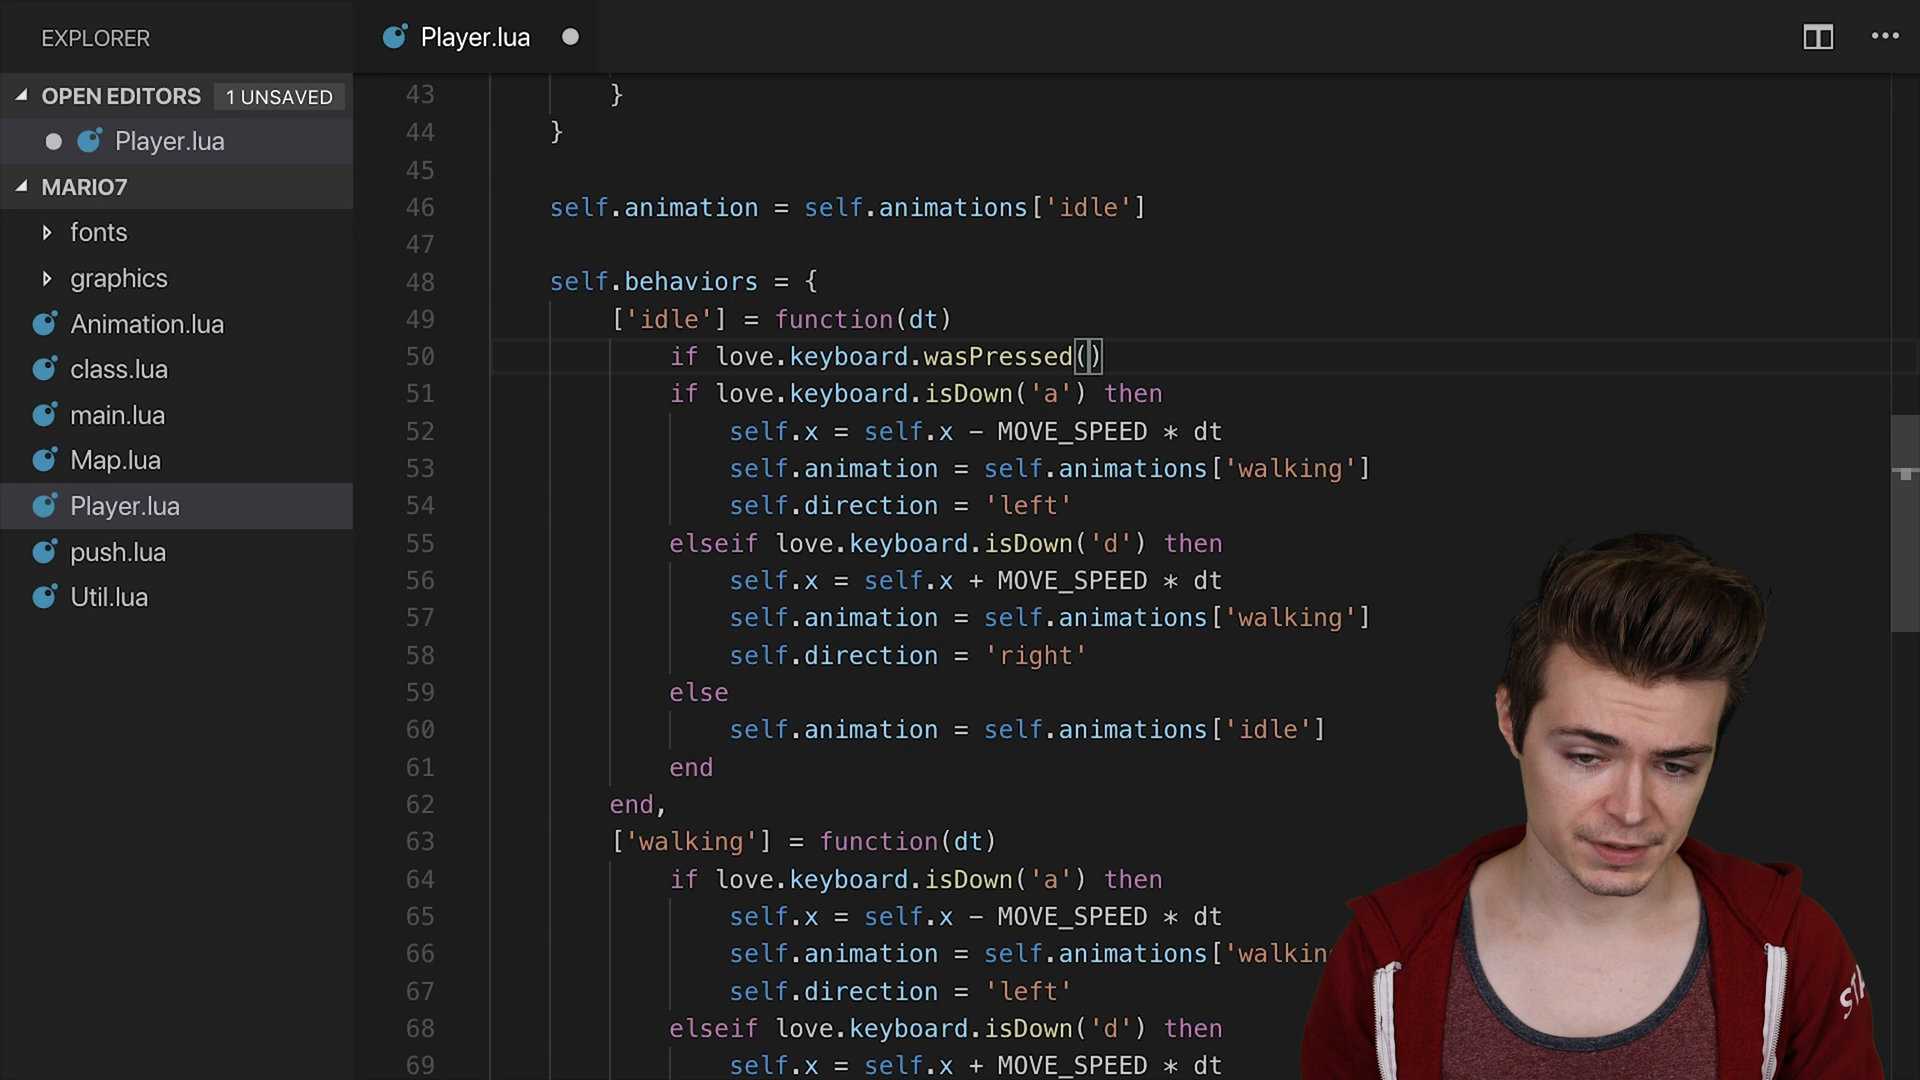 EXPLORER
OPEN EDITORS 1 UNSAVED
Player.lua
MARIO7
fonts
graphics
Animation.lua
class.lua
main.lua
Map.lua
Player.lua
push.lua
Util.lua
Player.lua
43 }
44 }
45
46 self.animation = self.animations['idle']
47
48 self.behaviors = {
49 ['idle'] = function(dt)
50 if love.keyboard.wasPressed()
51 if love.keyboard.isDown('a') then
52 self.x = self.x - MOVE_SPEED * dt
53 self.animation = self.animations['walking']
54 self.direction = 'left'
55 elseif love.keyboard.isDown('d') then
56 self.x = self.x + MOVE_SPEED * dt
57 self.animation = self.animations['walking']
58 self.direction = 'right'
59 else
60 self.animation = self.animations['idle']
61 end
62 end,
63 ['walking'] = function(dt)
64 if love.keyboard.isDown('a') then
65 self.x = self.x - MOVE_SPEED * dt
66 self.animation = self.animations['walkin
67 self.direction = 'left'
68 elseif love.keyboard.isDown('d') then
69 self.x = self.x + MOVE_SPEED * dt